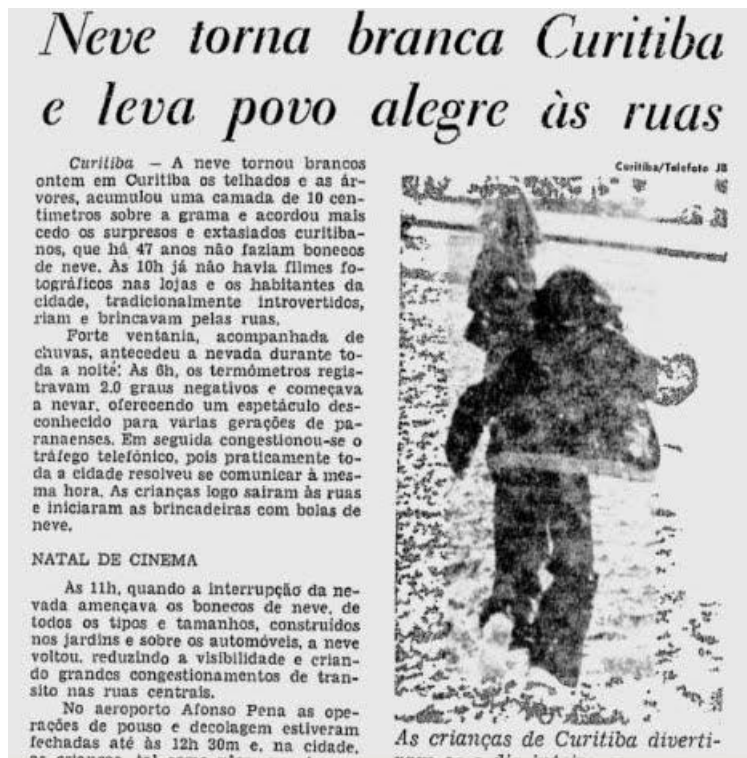 Neve torna branca Curitiba
e leva povo alegre às ruas
Curitiba — A neve tornou brancos
ontem em Curitiba os telhados e as ár-
vores, acumulou uma camada de 10 cen-
tímetros sobre a grama e acordou mais
cedo os surpresos e extasiados curitiba-
nos, que há 47 anos não faziam bonecos
de neve. Às 10h já não havia filmes fo-
tográficos nas lojas e os habitantes da
cidade, tradicionalmente introvertidos,
riam e brincavam pelas ruas.
Forte ventania, acompanhada de
chuvas, antecedeu a nevada durante to-
da a noite. Às 6h, os termômetros regis-
travam 2.0 graus negativos e começava
a nevar, oferecendo um espetáculo des-
conhecido para várias gerações de pa-
ranaenses. Em seguida congestionou-se o
tráfego telefônico, pois praticamente to-
da a cidade resolveu se comunicar à mes-
ma hora. As crianças logo saíram às ruas
e iniciaram as brincadeiras com bolas de
neve.
NATAL DE CINEMA
Às 11h, quando a interrupção da ne-
vada ameaçava os bonecos de neve, de
todos os tipos e tamanhos, construídos
nos jardins e sobre os automóveis, a neve
voltou, reduzindo a visibilidade e crian-
do grandes congestionamentos de trân-
sito nas ruas centrais.
No aeroporto Afonso Pena as ope-
rações de pouso e decolagem estiveram
fechadas até às 12h 30m e, na cidade,
Curitiba/Telefoto JB
As crianças de Curitiba diverti-